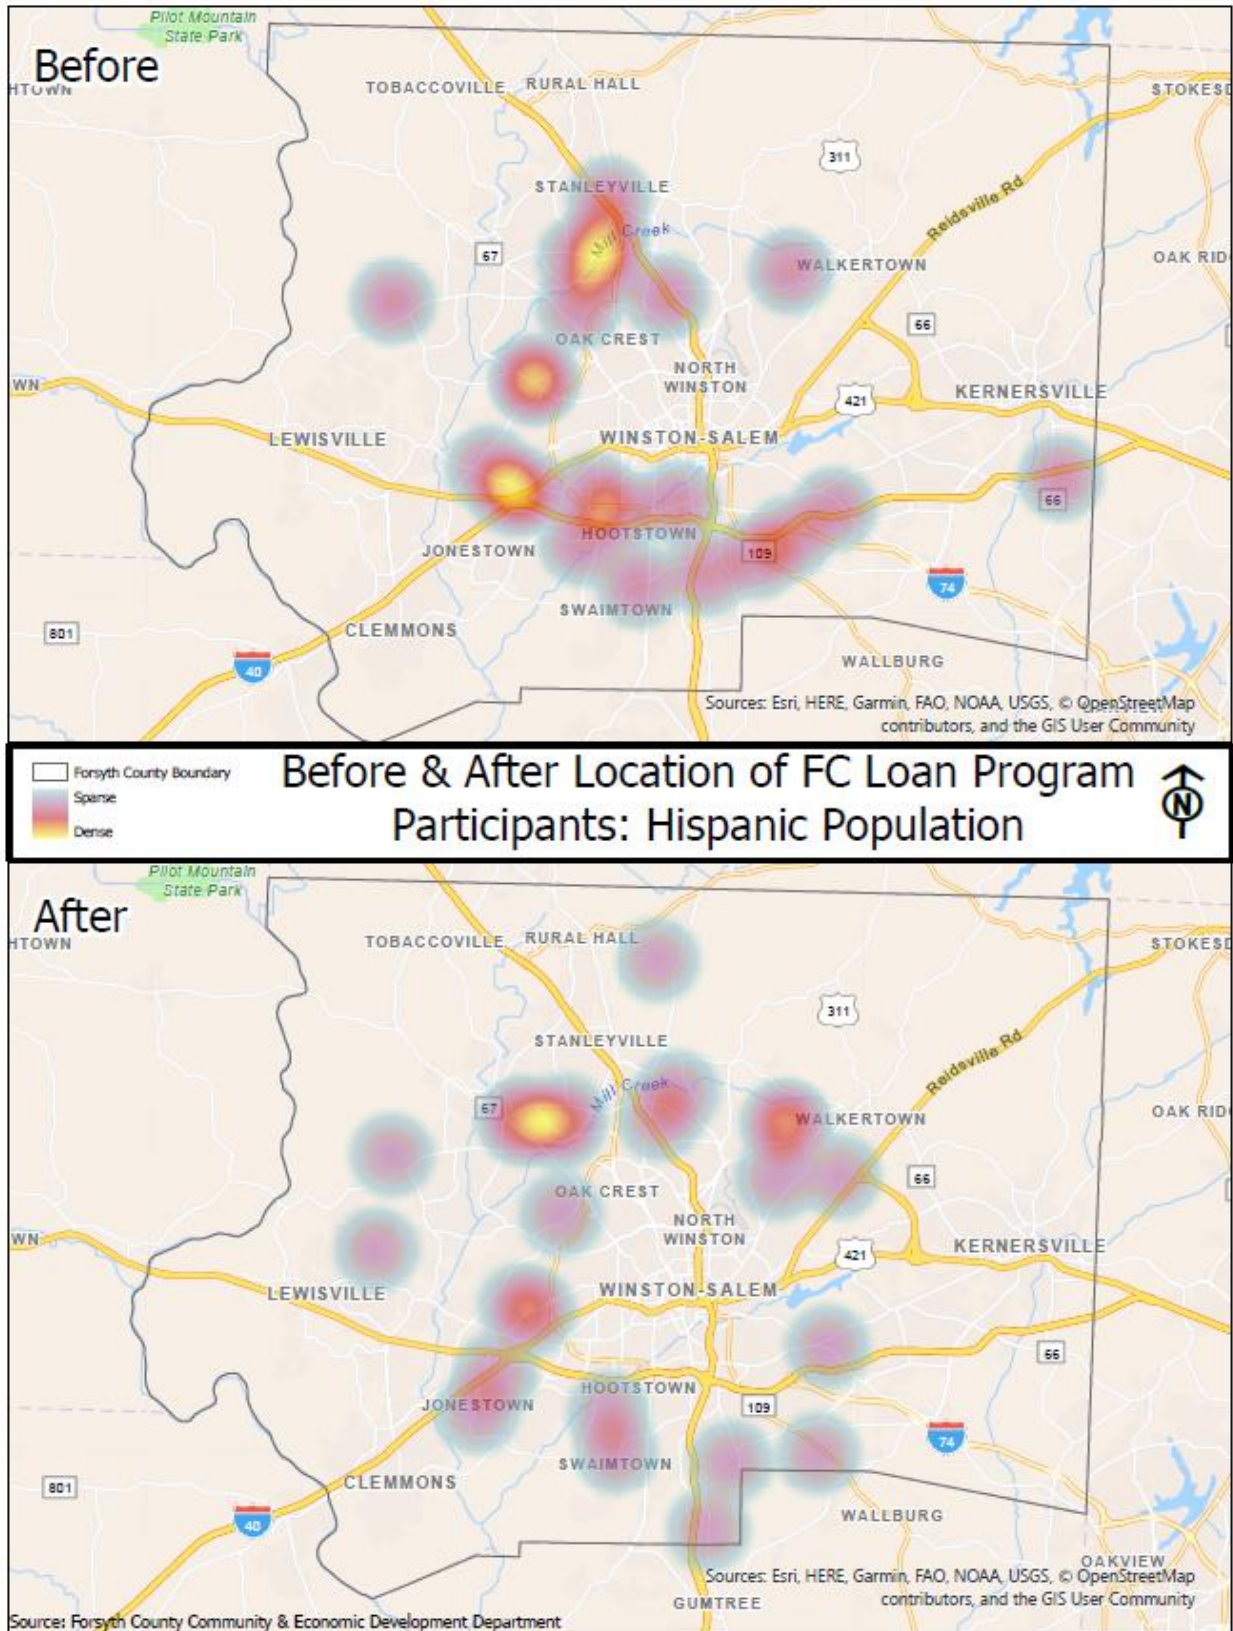 Pilot Mountain
State Park
Before
HTOWN
TOBACCOVILLE
RURAL HALL
STOKESD
311
STANLEYVILLE
Reidsville Rd
Mill Creek
67
WALKERTOWN
OAK RID
66
OAK CREST
NORTH
WINSTON
WN
421
KERNERSVILLE
LEWISVILLE
WINSTON-SALEM
66
HOOTSTOWN
JONESTOWN
109
74
SWAIMTOWN
801
CLEMMONS
WALLBURG
40
Sources: Esri, HERE, Garmin, FAO, NOAA, USGS, © OpenStreetMap
contributors, and the GIS User Community
Forsyth County Boundary
Sparse
Dense
Before & After Location of FC Loan Program
Participants: Hispanic Population
N
Pilot Mountain
State Park
After
HTOWN
TOBACCOVILLE
RURAL HALL
STOKESD
311
STANLEYVILLE
Reidsville Rd
Mill Creek
67
WALKERTOWN
OAK RID
66
OAK CREST
NORTH
WINSTON
WN
421
KERNERSVILLE
LEWISVILLE
WINSTON-SALEM
66
HOOTSTOWN
JONESTOWN
109
74
SWAIMTOWN
801
CLEMMONS
WALLBURG
40
OAKVIEW
Sources: Esri, HERE, Garmin, FAO, NOAA, USGS, © OpenStreetMap
contributors, and the GIS User Community
GUMTREE
Source: Forsyth County Community & Economic Development Department